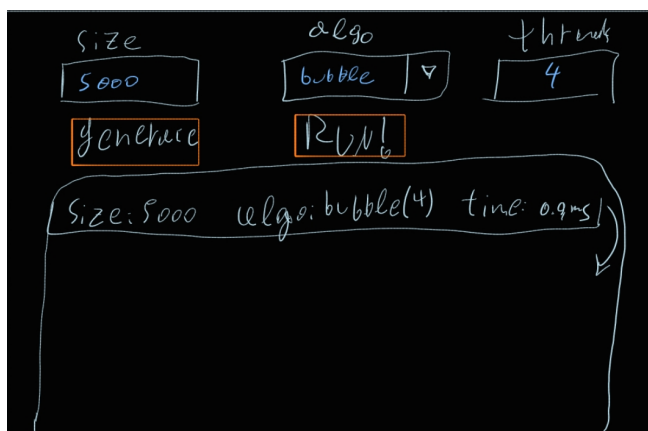 size algo threads
5000 bubble 4
generate RUN!
Size: 5000 algo: bubble(4) time: 0.9ms